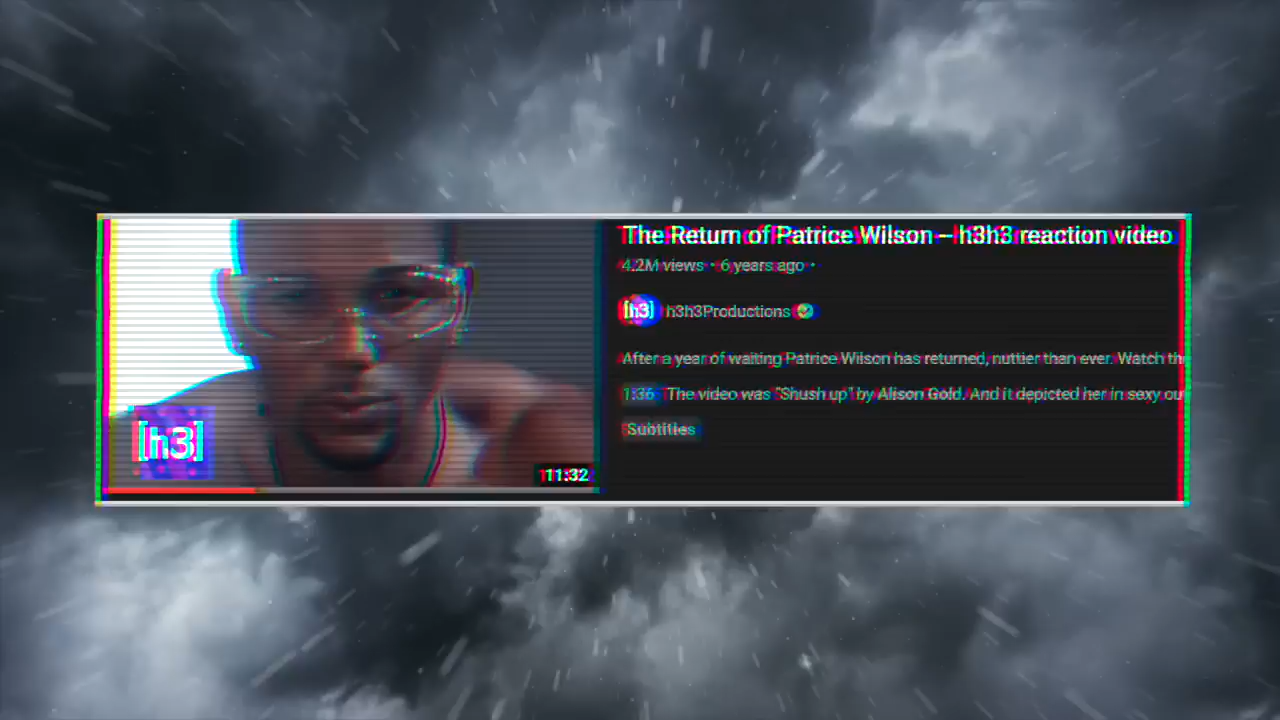 The Return of Patrice Wilson – h3h3 reaction video
4.2M views • 6 years ago •
[h3] h3h3Productions
After a year of waiting Patrice Wilson has returned, nuttier than ever. Watch th
1:36 The video was "Shush up" by Alison Gold. And it depicted her in sexy ou
Subtitles
[h3]
11:32